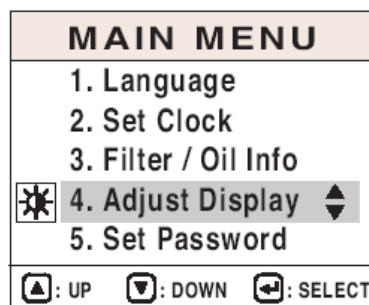 MAIN MENU
1. Language
2. Set Clock
3. Filter / Oil Info
4. Adjust Display
5. Set Password
: UP : DOWN : SELECT